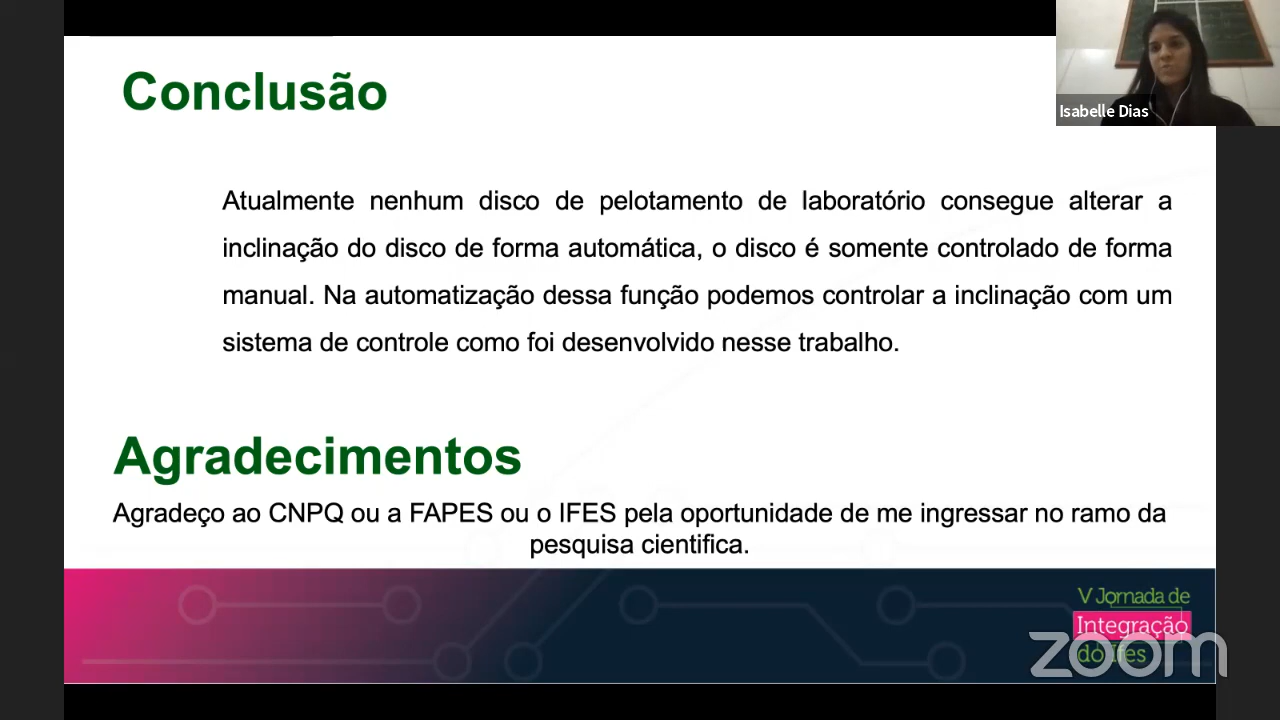 Conclusão
Isabelle Dias
Atualmente nenhum disco de pelotamento de laboratório consegue alterar a
inclinação do disco de forma automática, o disco é somente controlado de forma
manual. Na automatização dessa função podemos controlar a inclinação com um
sistema de controle como foi desenvolvido nesse trabalho.
Agradecimentos
Agradeço ao CNPQ ou a FAPES ou o IFES pela oportunidade de me ingressar no ramo da
pesquisa cientifica.
V Jornada de
Integração
do Ifes
zoom